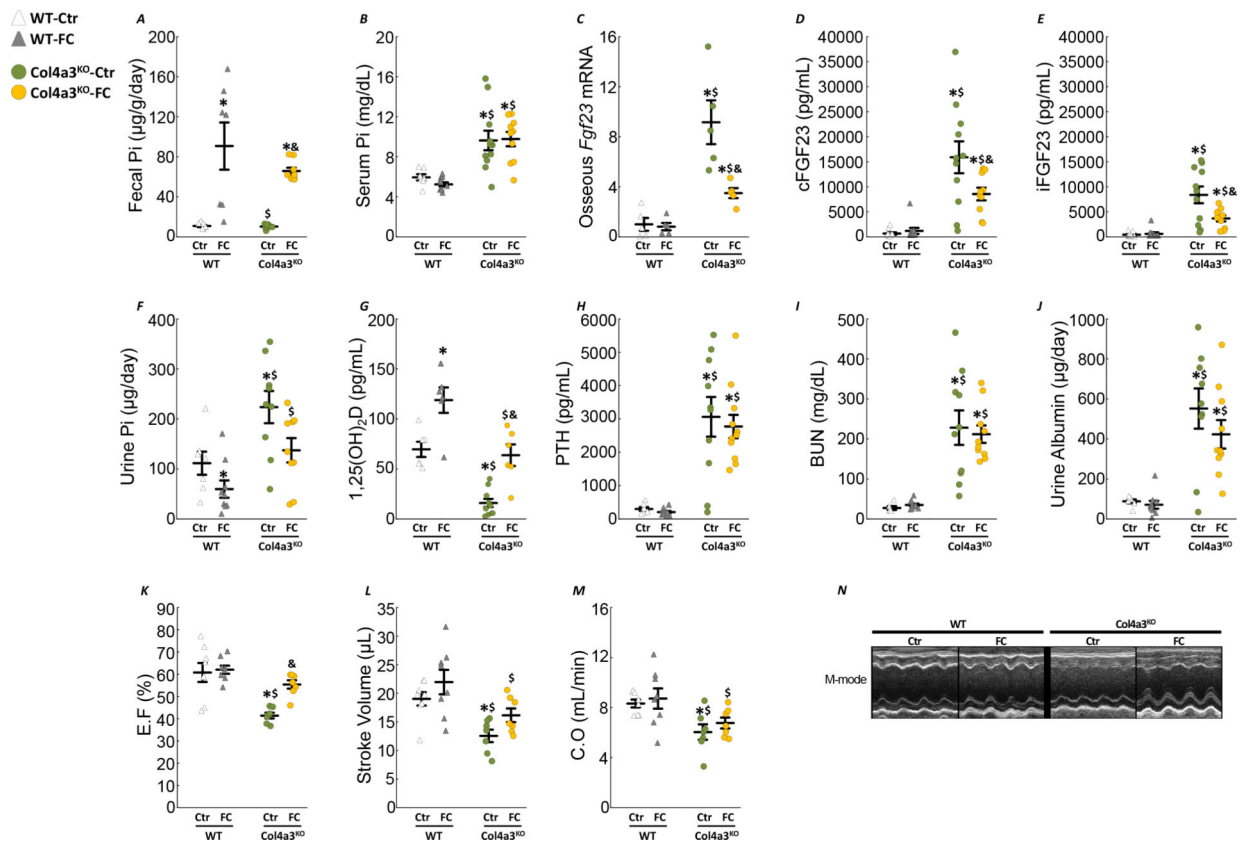 WT-Ctr
WT-FC
Col4a3KO-Ctr
Col4a3KO-FC
A
Fecal Pi (µg/g/day)
200
160
120
80
40
0
*
$
*&
Ctr FC Ctr FC
WT Col4a3KO
B
Serum Pi (mg/dL)
20
16
12
8
4
0
*$ *$
Ctr FC Ctr FC
WT Col4a3KO
C
Osseous Fgf23 mRNA
16
12
8
4
0
*$
*$&
Ctr FC Ctr FC
WT Col4a3KO
D
cFGF23 (pg/mL)
40000
35000
30000
25000
20000
15000
10000
5000
0
*$
*$&
Ctr FC Ctr FC
WT Col4a3KO
E
iFGF23 (pg/mL)
40000
35000
30000
25000
20000
15000
10000
5000
0
*$
*$&
Ctr FC Ctr FC
WT Col4a3KO
F
Urine Pi (µg/day)
400
300
200
100
0
*
*$
$
Ctr FC Ctr FC
WT Col4a3KO
G
1,25(OH)2D (pg/mL)
200
150
100
50
0
*
*$
$&
Ctr FC Ctr FC
WT Col4a3KO
H
PTH (pg/mL)
6000
5000
4000
3000
2000
1000
0
*$
*$
Ctr FC Ctr FC
WT Col4a3KO
I
BUN (mg/dL)
500
400
300
200
100
0
*$
*$
Ctr FC Ctr FC
WT Col4a3KO
J
Urine Albumin (µg/day)
1000
800
600
400
200
0
*$
*$
Ctr FC Ctr FC
WT Col4a3KO
K
E.F (%)
90
80
70
60
50
40
30
20
10
0
*$
&
Ctr FC Ctr FC
WT Col4a3KO
L
Stroke Volume (µL)
35
30
25
20
15
10
5
0
*$
$
Ctr FC Ctr FC
WT Col4a3KO
M
C.O (mL/min)
16
12
8
4
0
*$
$
Ctr FC Ctr FC
WT Col4a3KO
N
WT Col4a3KO
Ctr FC Ctr FC
M-mode